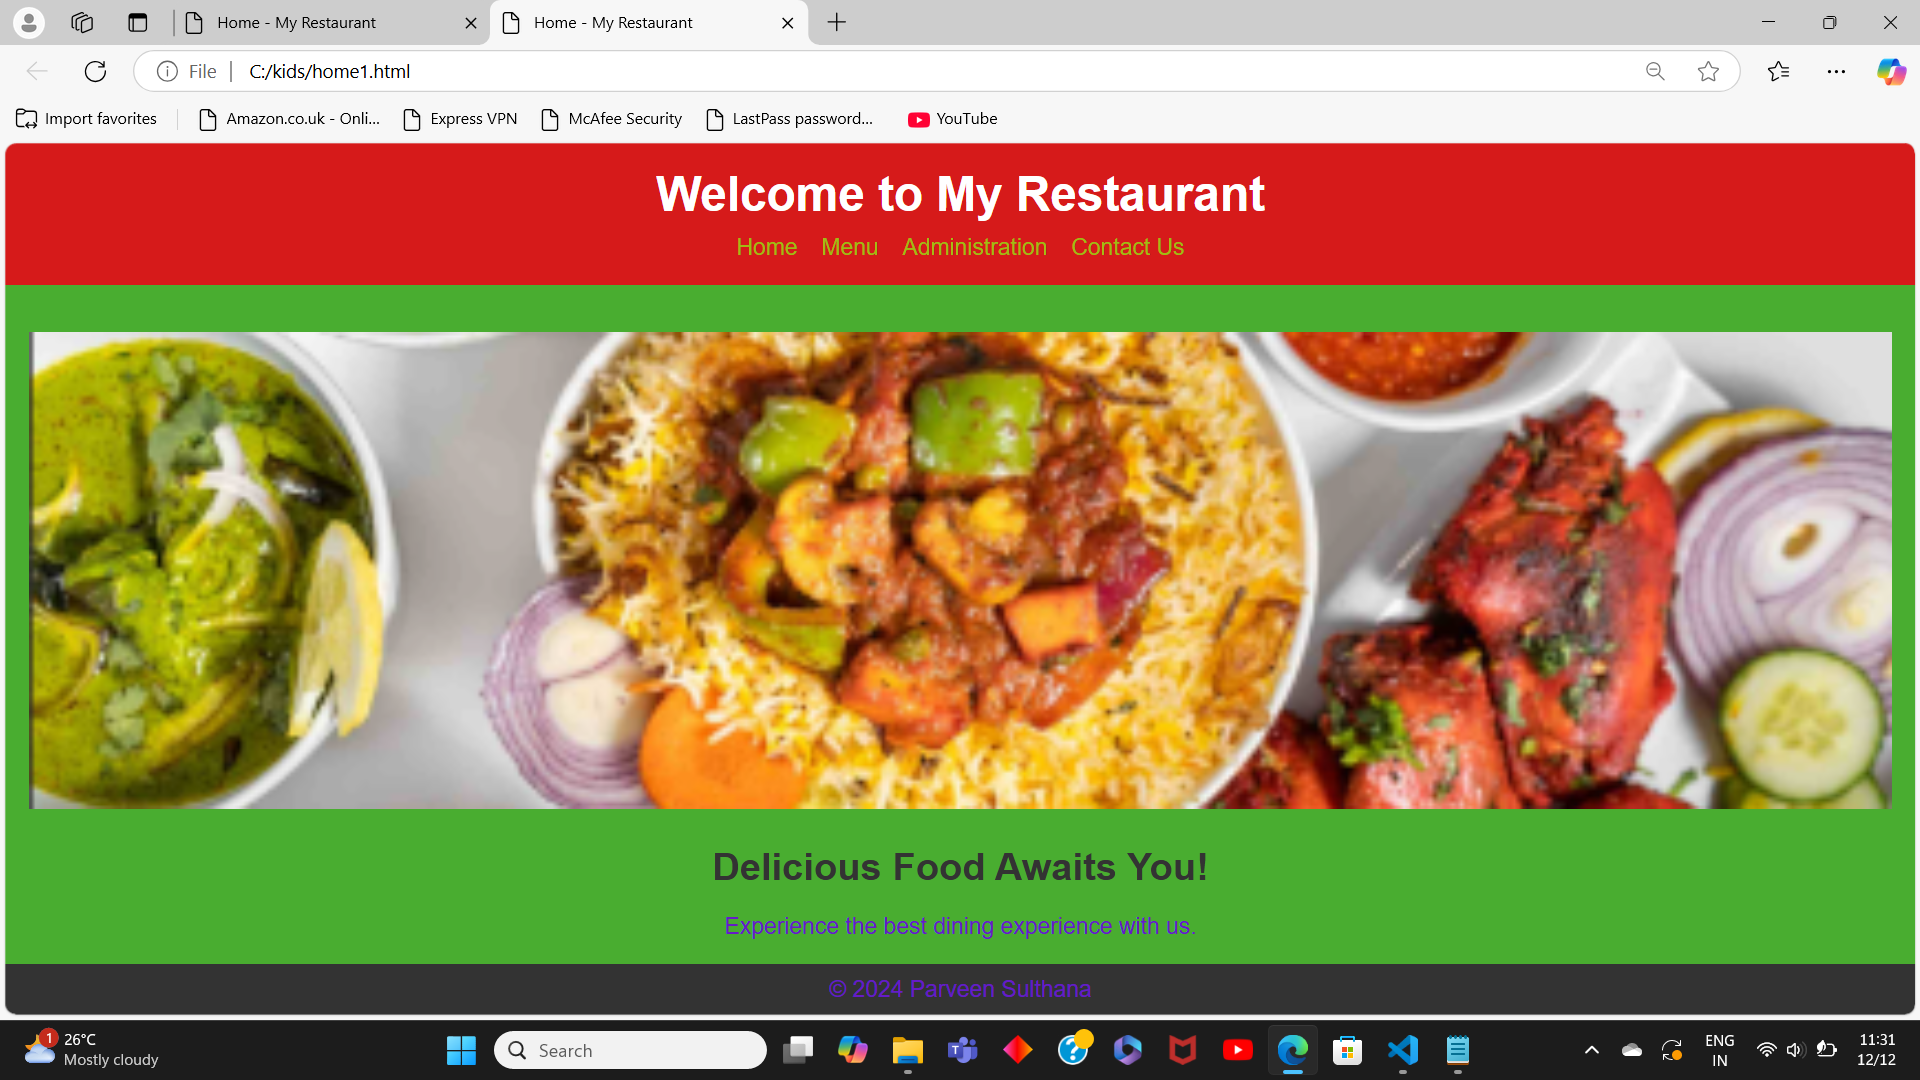 Home - My Restaurant
Home - My Restaurant
File
C:/kids/home1.html
Import favorites
Amazon.co.uk - Onli...
Express VPN
McAfee Security
LastPass password...
YouTube
Welcome to My Restaurant
Home Menu Administration Contact Us
Delicious Food Awaits You!
Experience the best dining experience with us.
© 2024 Parveen Sulthana
1
26°C
Mostly cloudy
Search
ENG
IN
11:31
12/12